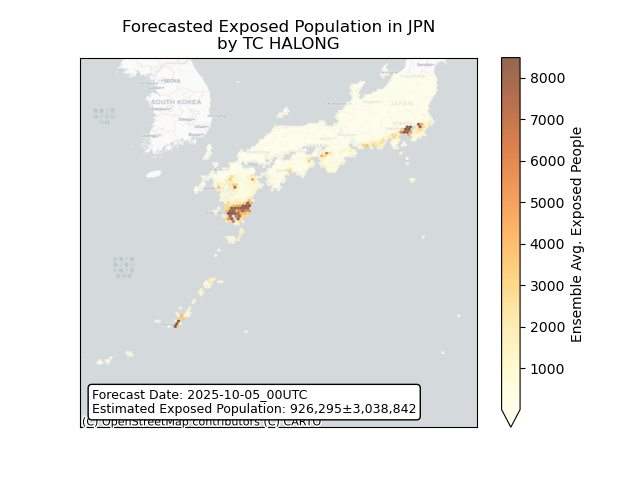 Forecasted Exposed Population in JPN
by TC HALONG
SEOUL
SOUTH KOREA
JAPAN
8000
7000
6000
5000
4000
3000
2000
1000
Ensemble Avg. Exposed People
Forecast Date: 2025-10-05_00UTC
Estimated Exposed Population: 926,295±3,038,842
(C) OpenStreetMap contributors (C) CARTO